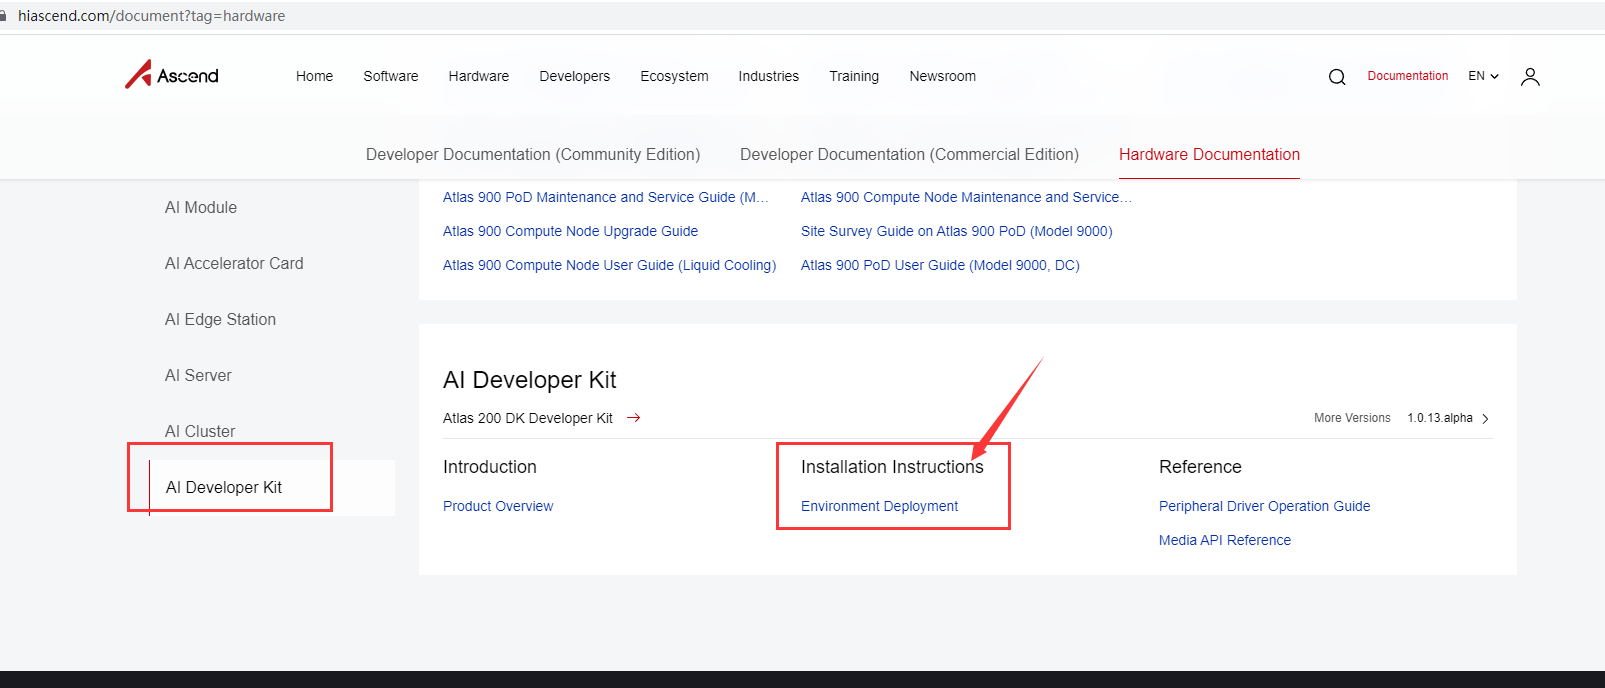 hiascend.com/document?tag=hardware
Ascend
Home Software Hardware Developers Ecosystem Industries Training Newsroom Documentation EN
Developer Documentation (Community Edition) Developer Documentation (Commercial Edition) Hardware Documentation
AI Module
AI Accelerator Card
AI Edge Station
AI Server
AI Cluster
AI Developer Kit
Atlas 900 PoD Maintenance and Service Guide (M... Atlas 900 Compute Node Maintenance and Service...
Atlas 900 Compute Node Upgrade Guide Site Survey Guide on Atlas 900 PoD (Model 9000)
Atlas 900 Compute Node User Guide (Liquid Cooling) Atlas 900 PoD User Guide (Model 9000, DC)
AI Developer Kit
Atlas 200 DK Developer Kit More Versions 1.0.13.alpha
Introduction
Product Overview
Installation Instructions
Environment Deployment
Reference
Peripheral Driver Operation Guide
Media API Reference